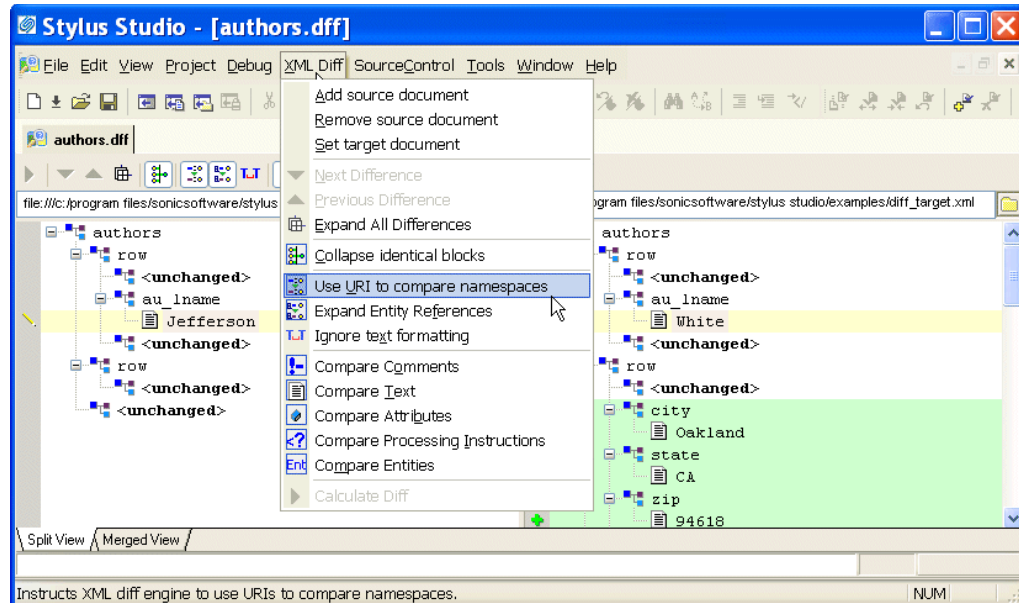 Stylus Studio - [authors.dff]
File Edit View Project Debug XML Diff SourceControl Tools Window Help
authors.dff
file:///c:/program files/sonicsoftware/stylus
program files/sonicsoftware/stylus studio/examples/diff_target.xml
Add source document
Remove source document
Set target document
Next Difference
Previous Difference
Expand All Differences
Collapse identical blocks
Use URI to compare namespaces
Expand Entity References
Ignore text formatting
Compare Comments
Compare Text
Compare Attributes
Compare Processing Instructions
Ent Compare Entities
Calculate Diff
authors
row
<unchanged>
au_lname
Jefferson
<unchanged>
row
<unchanged>
<unchanged>
authors
row
<unchanged>
au_lname
White
<unchanged>
row
<unchanged>
city
Oakland
state
CA
zip
94618
Split View Merged View
Instructs XML diff engine to use URIs to compare namespaces.
NUM